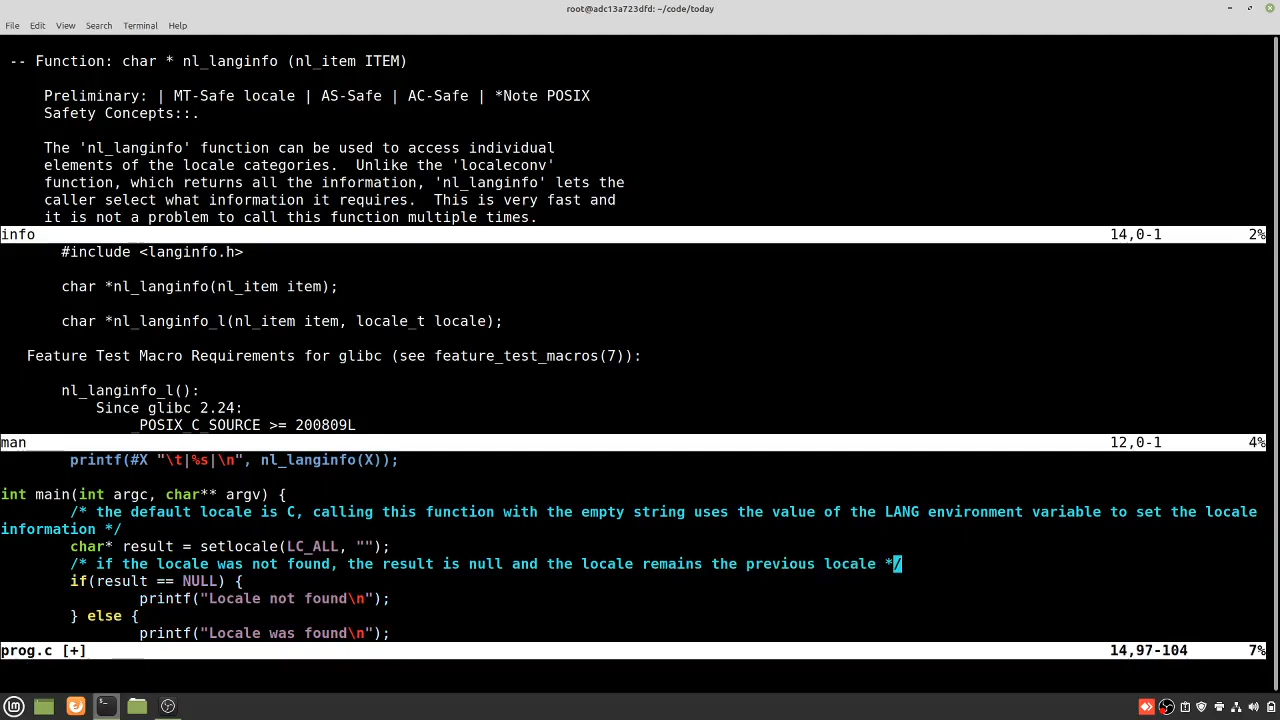 root@adc13a723dfd: ~/code/today
File Edit View Search Terminal Help
-- Function: char * nl_langinfo (nl_item ITEM)
Preliminary: | MT-Safe locale | AS-Safe | AC-Safe | *Note POSIX
Safety Concepts::.
The 'nl_langinfo' function can be used to access individual
elements of the locale categories.  Unlike the 'localeconv'
function, which returns all the information, 'nl_langinfo' lets the
caller select what information it requires.  This is very fast and
it is not a problem to call this function multiple times.
info 14,0-1 2%
#include <langinfo.h>
char *nl_langinfo(nl_item item);
char *nl_langinfo_l(nl_item item, locale_t locale);
Feature Test Macro Requirements for glibc (see feature_test_macros(7)):
nl_langinfo_l():
Since glibc 2.24:
_POSIX_C_SOURCE >= 200809L
man 12,0-1 4%
printf(#X "\t|%s|\n", nl_langinfo(X));
int main(int argc, char** argv) {
/* the default locale is C, calling this function with the empty string uses the value of the LANG environment variable to set the locale
information */
char* result = setlocale(LC_ALL, "");
/* if the locale was not found, the result is null and the locale remains the previous locale */
if(result == NULL) {
printf("Locale not found\n");
} else {
printf("Locale was found\n");
prog.c [+] 14,97-104 7%